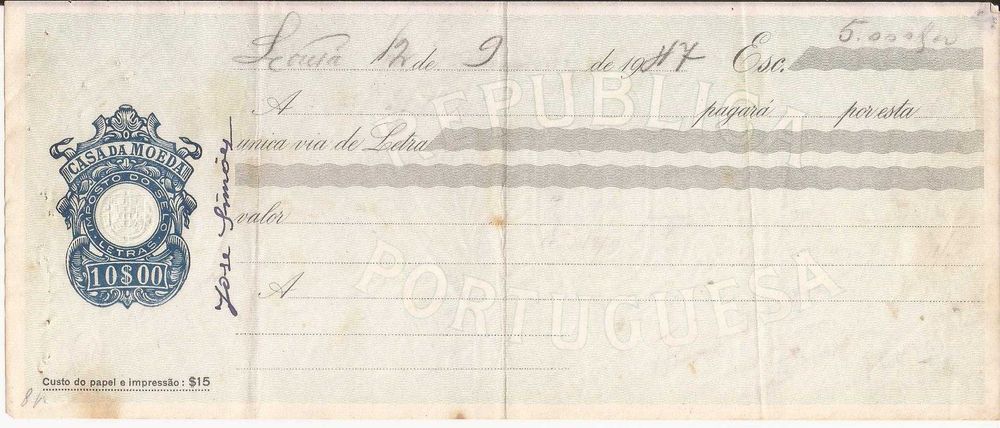 12 de 9 de 1947 Esc. 5.000$00
A pagará por esta
unica via de Letra
valor
A
REPUBLICA
PORTUGUESA
CASA DA MOEDA
IMPOSTO DO SELO
LETRAS
10$00
José Simões
Custo do papel e impressão : $15